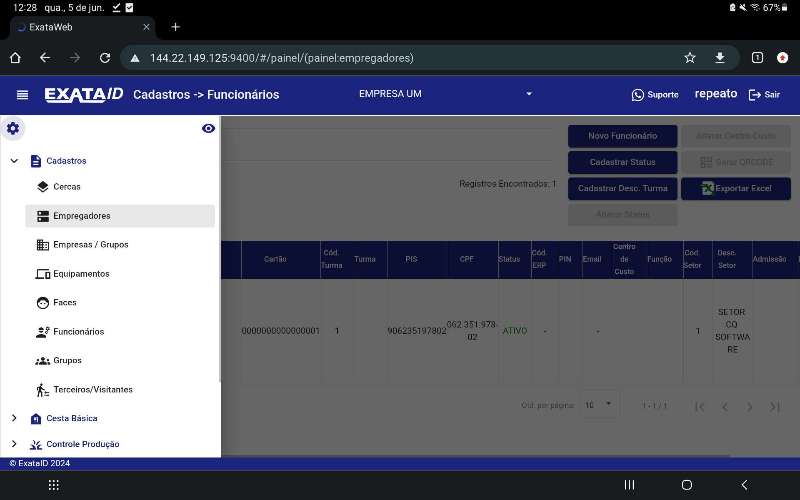 12:28 qua., 5 de jun. 67%
ExataWeb
144.22.149.125:9400/#/painel/(painel:empregadores)
1
EXATA ID Cadastros -> Funcionários EMPRESA UM Suporte repeato Sair
Cadastros
Cercas
Empregadores
Empresas / Grupos
Equipamentos
Faces
Funcionários
Grupos
Terceiros/Visitantes
Cesta Básica
Controle Produção
Novo Funcionário Alterar Centro Custo
Cadastrar Status Gerar QRCODE
Registros Encontrados: 1 Cadastrar Desc. Turma Exportar Excel
Alterar Status
Cartão Cód. Turma Turma PIS CPF Status Cód. ERP PIN Email Centro de Custo Função Cod. Setor Desc. Setor Admissão
0000000000000001 1 906235197802 062.351.978-02 ATIVO - - 1 SETOR CQ SOFTWARE
Qtd. por página: 10 1 - 1 / 1
© ExataID 2024